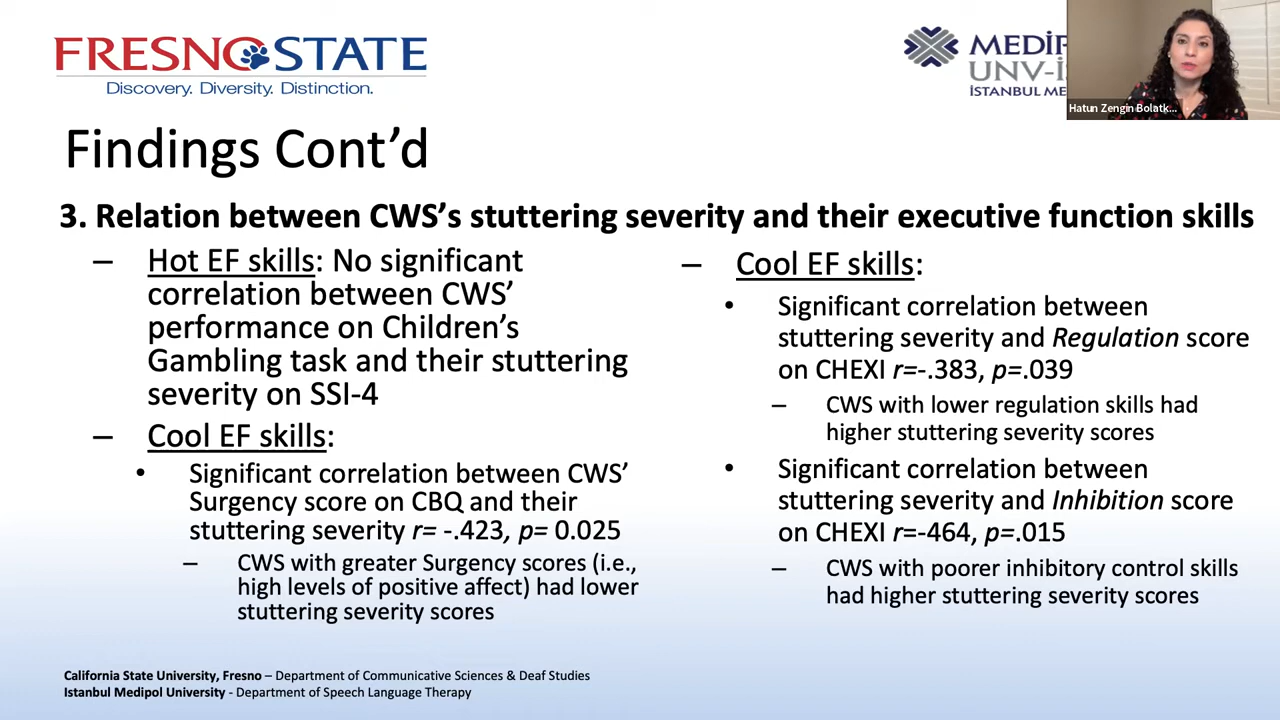 FRESNO STATE
Discovery. Diversity. Distinction.
UNV-İS
İSTANBUL
Hatun Zengin Bolatk...
Findings Cont'd
3. Relation between CWS's stuttering severity and their executive function skills
– Hot EF skills: No significant
correlation between CWS'
performance on Children's
Gambling task and their stuttering
severity on SSI-4
– Cool EF skills:
• Significant correlation between CWS'
Surgency score on CBQ and their
stuttering severity r= -.423, p= 0.025
– CWS with greater Surgency scores (i.e.,
high levels of positive affect) had lower
stuttering severity scores
– Cool EF skills:
• Significant correlation between
stuttering severity and Regulation score
on CHEXI r=-.383, p=.039
– CWS with lower regulation skills had
higher stuttering severity scores
• Significant correlation between
stuttering severity and Inhibition score
on CHEXI r=-464, p=.015
– CWS with poorer inhibitory control skills
had higher stuttering severity scores
California State University, Fresno – Department of Communicative Sciences & Deaf Studies
Istanbul Medipol University - Department of Speech Language Therapy